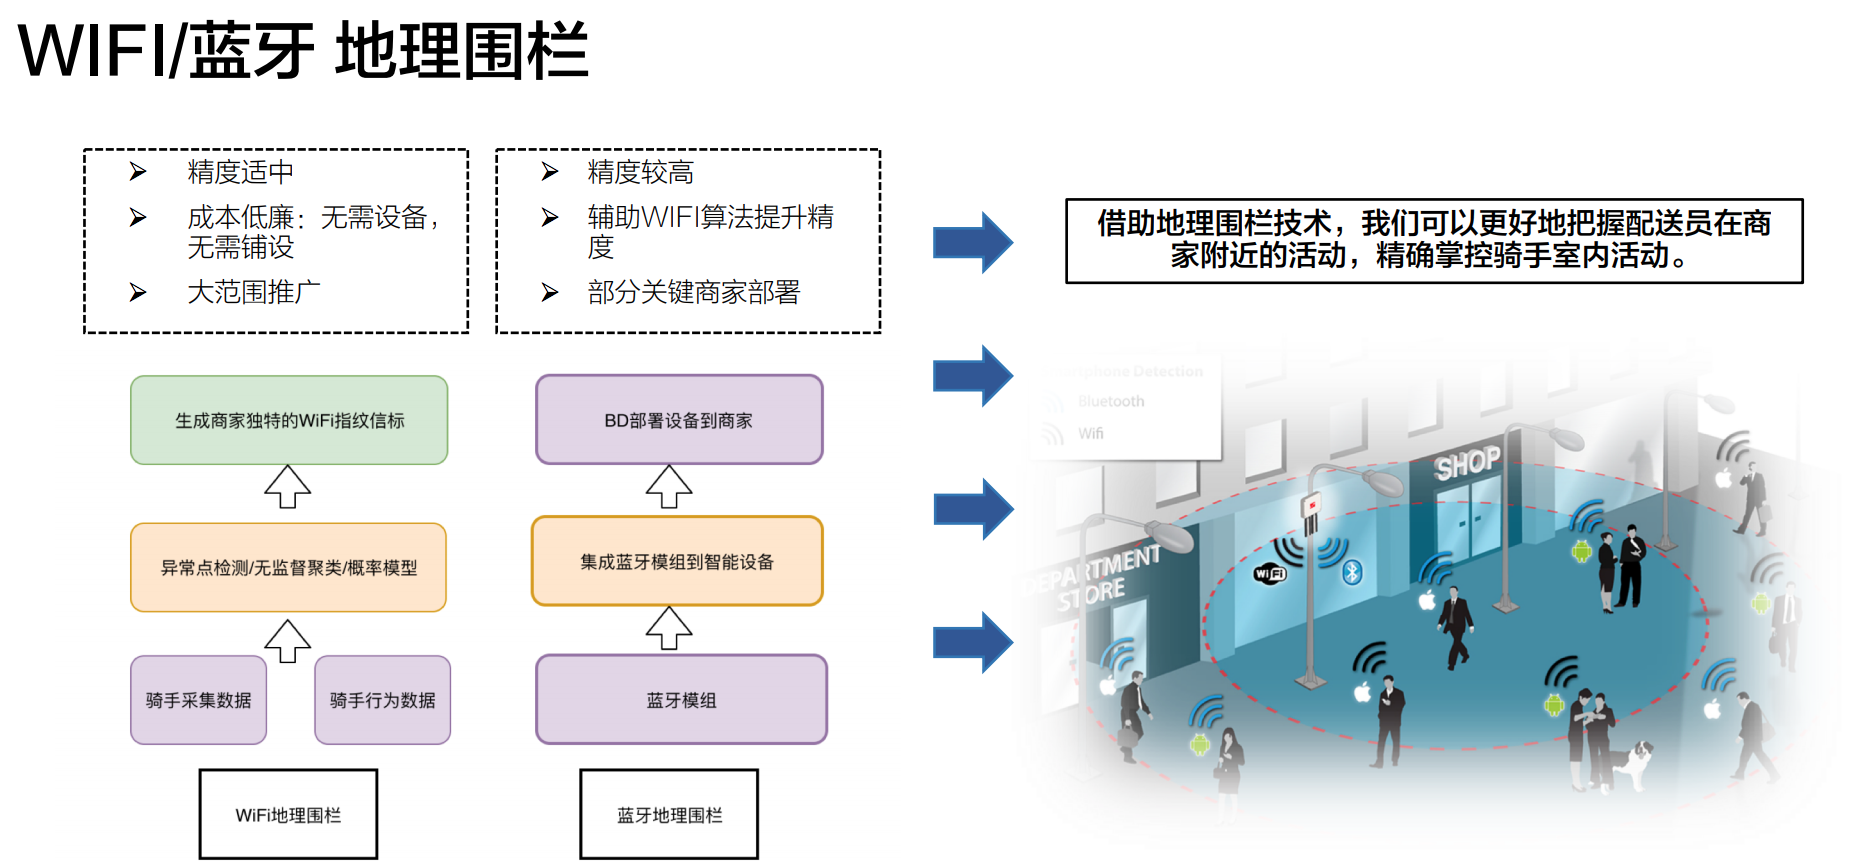 WIFI/蓝牙 地理围栏
精度适中
成本低廉：无需设备，
无需铺设
大范围推广
精度较高
辅助WIFI算法提升精
度
部分关键商家部署
借助地理围栏技术，我们可以更好地把握配送员在商
家附近的活动，精确掌控骑手室内活动。
生成商家独特的WiFi指纹信标
异常点检测/无监督聚类/概率模型
骑手采集数据
骑手行为数据
WiFi地理围栏
BD部署设备到商家
集成蓝牙模组到智能设备
蓝牙模组
蓝牙地理围栏
Detection
Bluetooth
Wifi
SHOP
DEPARTMENT
STORE
WiFi